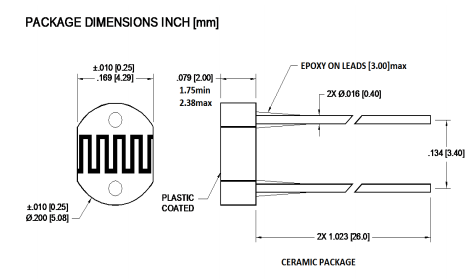 PACKAGE DIMENSIONS INCH [mm]
±.010 [0.25]
.169 [4.29]
.079 [2.00]
1.75min
2.38max
EPOXY ON LEADS [3.00]max
2X Ø.016 [0.40]
.134 [3.40]
PLASTIC
COATED
±.010 [0.25]
Ø.200 [5.08]
2X 1.023 [26.0]
CERAMIC PACKAGE